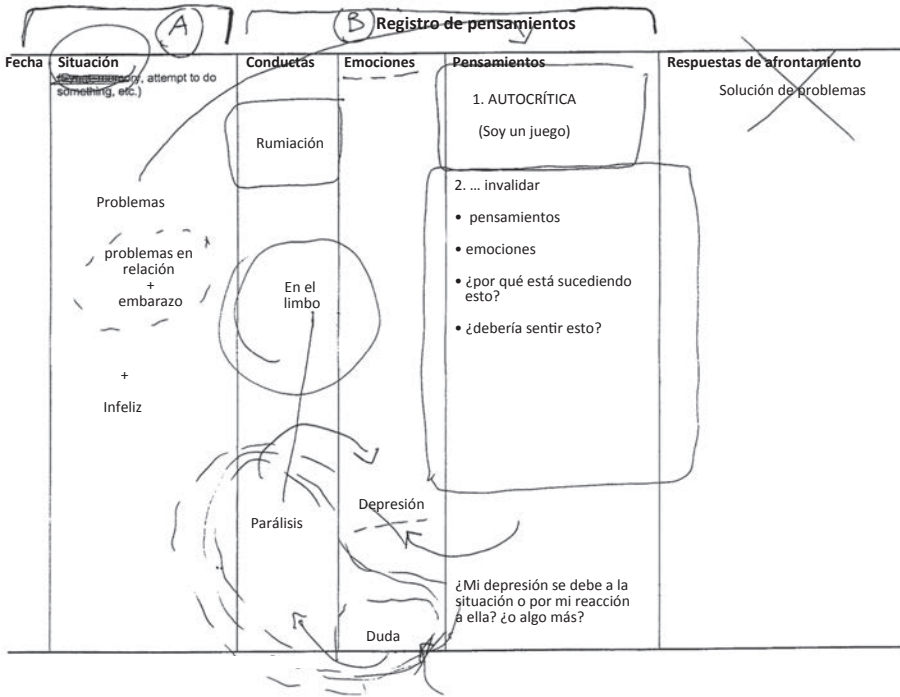 A
B
Registro de pensamientos
Fecha
Situación
, attempt to do
something, etc.)
Conductas
Emociones
Pensamientos
Respuestas de afrontamiento
Problemas
problemas en
relación
+
embarazo
+
Infeliz
Rumiación
En el
limbo
Parálisis
Depresión
Duda
1. AUTOCRÍTICA
(Soy un juego)
2. ... invalidar
• pensamientos
• emociones
• ¿por qué está sucediendo
esto?
• ¿debería sentir esto?
¿Mi depresión se debe a la
situación o por mi reacción
a ella? ¿o algo más?
Solución de problemas